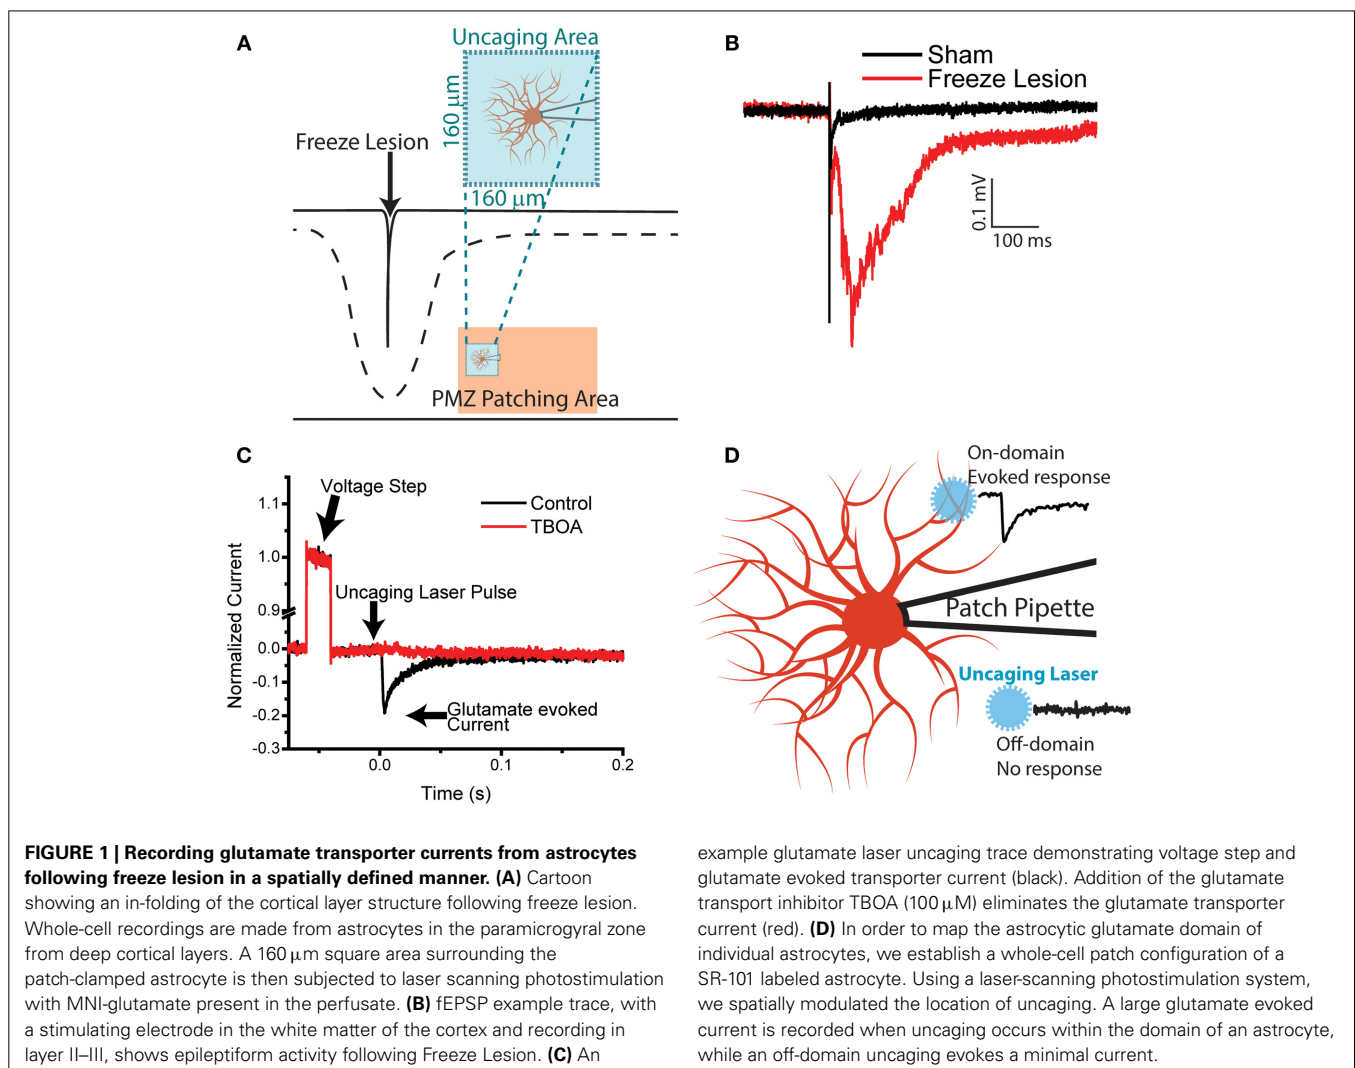 A
Uncaging Area
160 µm
160 µm
Freeze Lesion
PMZ Patching Area
B
Sham
Freeze Lesion
0.1 mV
100 ms
C
Voltage Step
Control
TBOA
Uncaging Laser Pulse
Glutamate evoked
Current
Normalized Current
1.1
1.0
0.9
0.0
-0.1
-0.2
-0.3
0.0
0.1
0.2
Time (s)
D
On-domain
Evoked response
Patch Pipette
Uncaging Laser
Off-domain
No response
FIGURE 1 | Recording glutamate transporter currents from astrocytes
following freeze lesion in a spatially defined manner. (A) Cartoon
showing an in-folding of the cortical layer structure following freeze lesion.
Whole-cell recordings are made from astrocytes in the paramicrogyral zone
from deep cortical layers. A 160 µm square area surrounding the
patch-clamped astrocyte is then subjected to laser scanning photostimulation
with MNI-glutamate present in the perfusate. (B) fEPSP example trace, with
a stimulating electrode in the white matter of the cortex and recording in
layer II–III, shows epileptiform activity following Freeze Lesion. (C) An
example glutamate laser uncaging trace demonstrating voltage step and
glutamate evoked transporter current (black). Addition of the glutamate
transport inhibitor TBOA (100 µM) eliminates the glutamate transporter
current (red). (D) In order to map the astrocytic glutamate domain of
individual astrocytes, we establish a whole-cell patch configuration of a
SR-101 labeled astrocyte. Using a laser-scanning photostimulation system,
we spatially modulated the location of uncaging. A large glutamate evoked
current is recorded when uncaging occurs within the domain of an astrocyte,
while an off-domain uncaging evokes a minimal current.